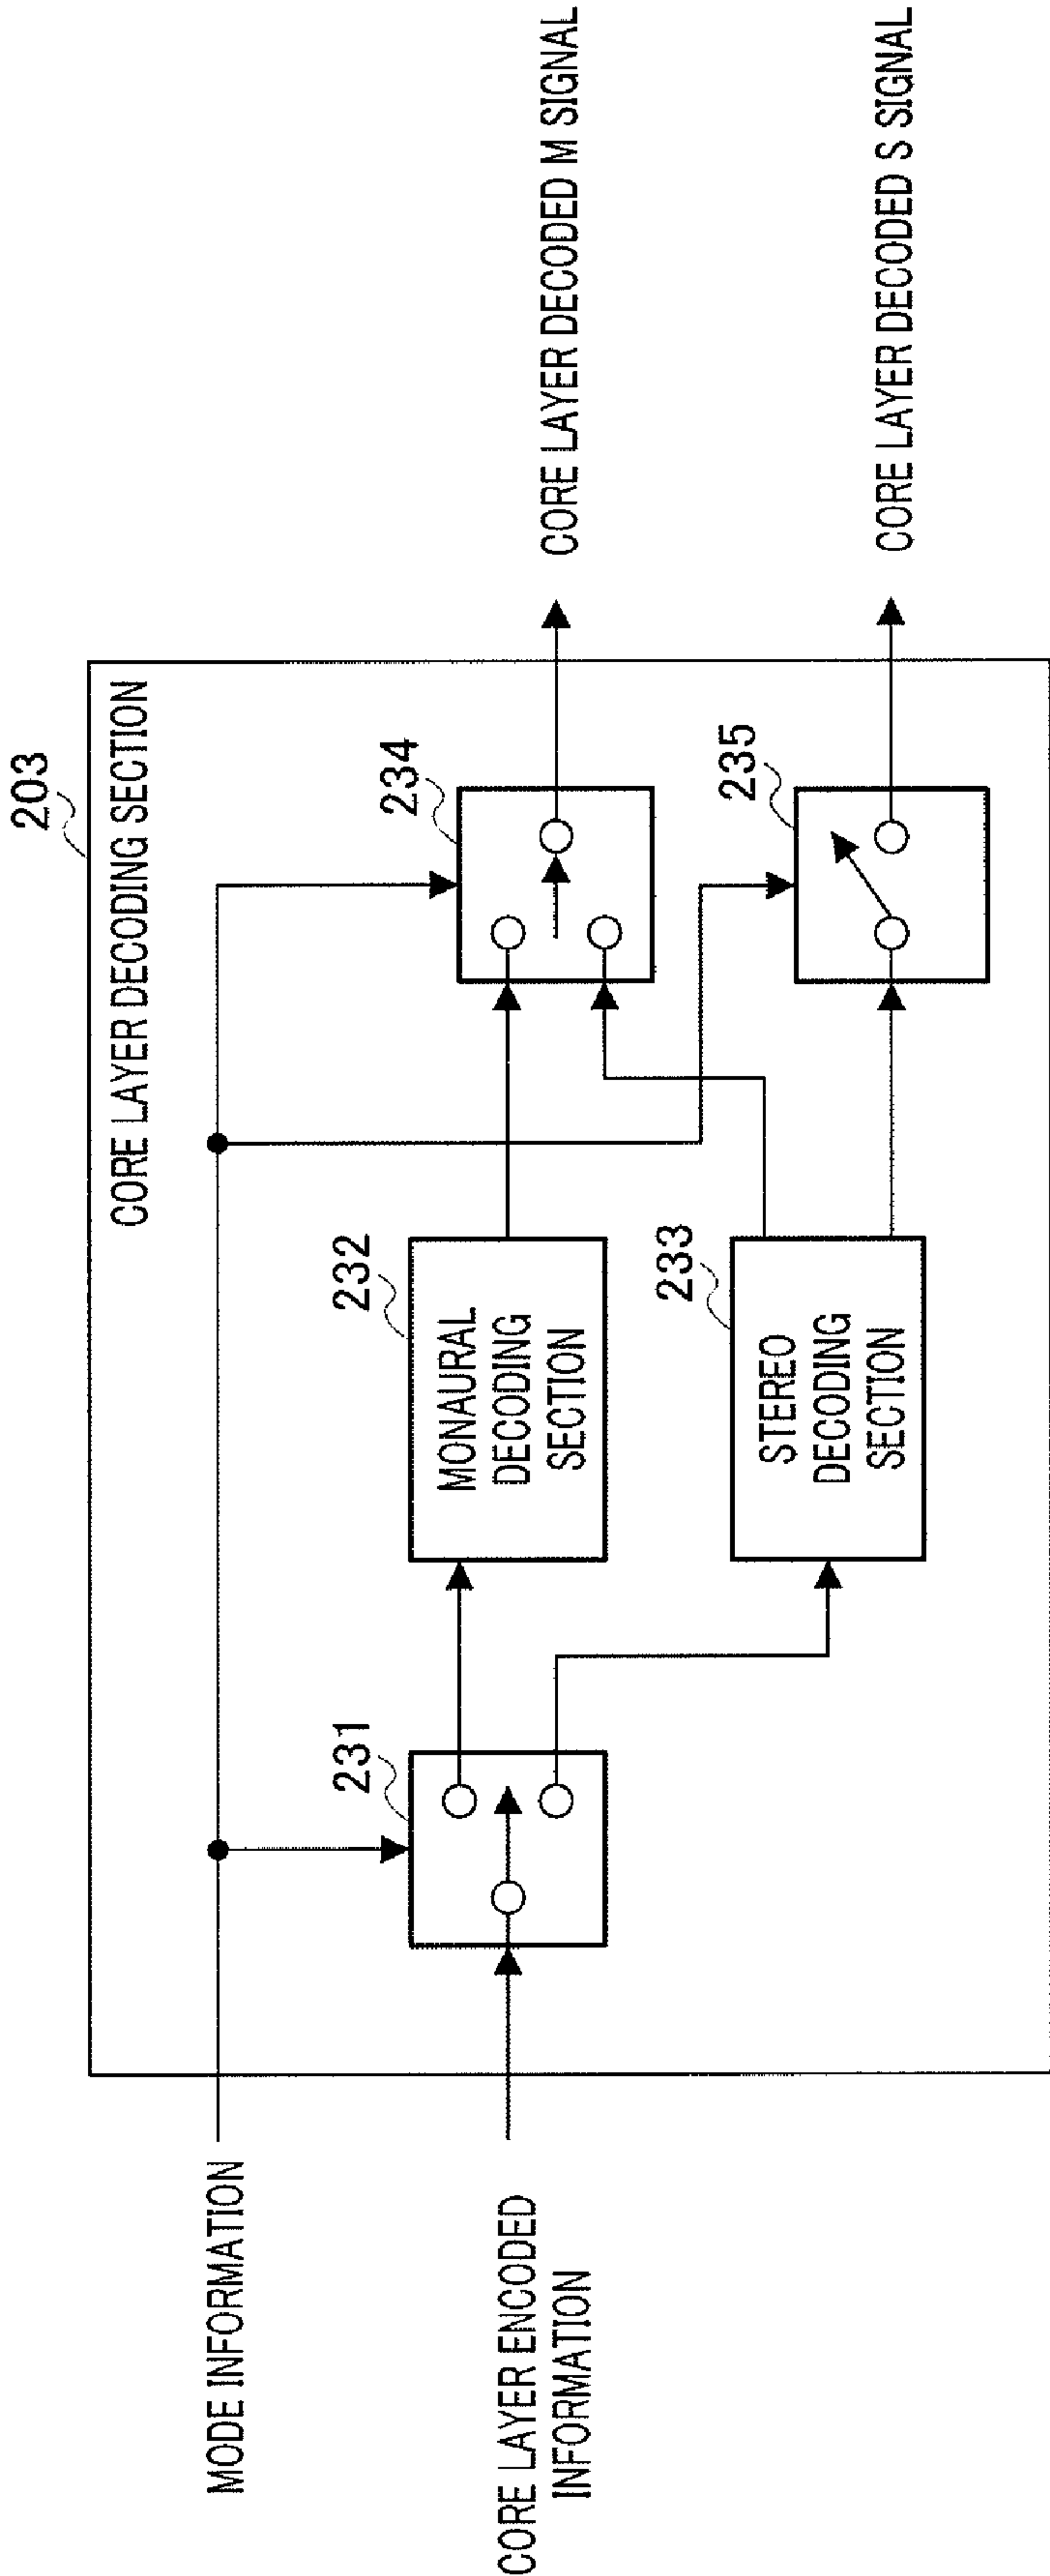 203
CORE LAYER DECODING SECTION
MODE INFORMATION
CORE LAYER ENCODED
INFORMATION
231
232
MONAURAL
DECODING
SECTION
233
STEREO
DECODING
SECTION
234
235
CORE LAYER DECODED M SIGNAL
CORE LAYER DECODED S SIGNAL